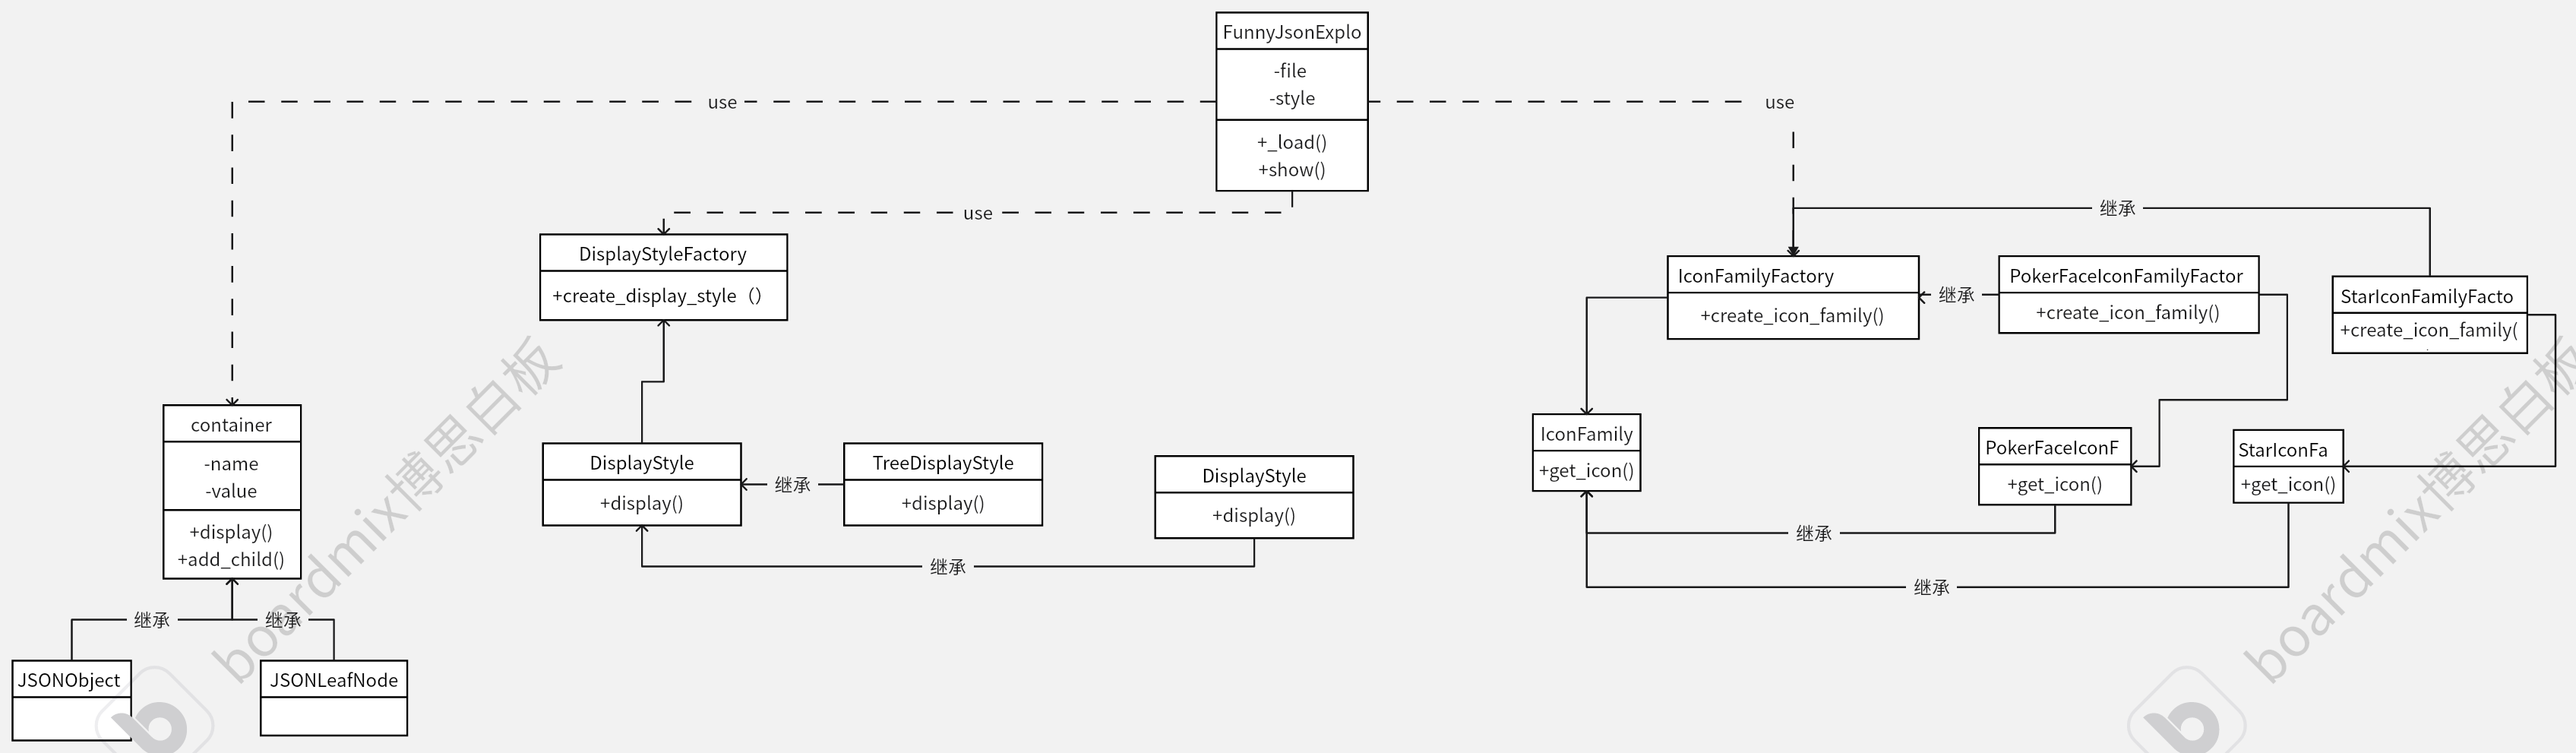 FunnyJsonExplo
-file
-style
+_load()
+show()
use
use
use
DisplayStyleFactory
+create_display_style（）
继承
IconFamilyFactory
+create_icon_family()
继承
PokerFaceIconFamilyFactor
+create_icon_family()
StarIconFamilyFacto
+create_icon_family(
container
-name
-value
+display()
+add_child()
DisplayStyle
+display()
继承
TreeDisplayStyle
+display()
DisplayStyle
+display()
继承
IconFamily
+get_icon()
PokerFaceIconF
+get_icon()
StarIconFa
+get_icon()
继承
继承
继承
继承
JSONObject
JSONLeafNode
boardmix博思白板
boardmix博思白板